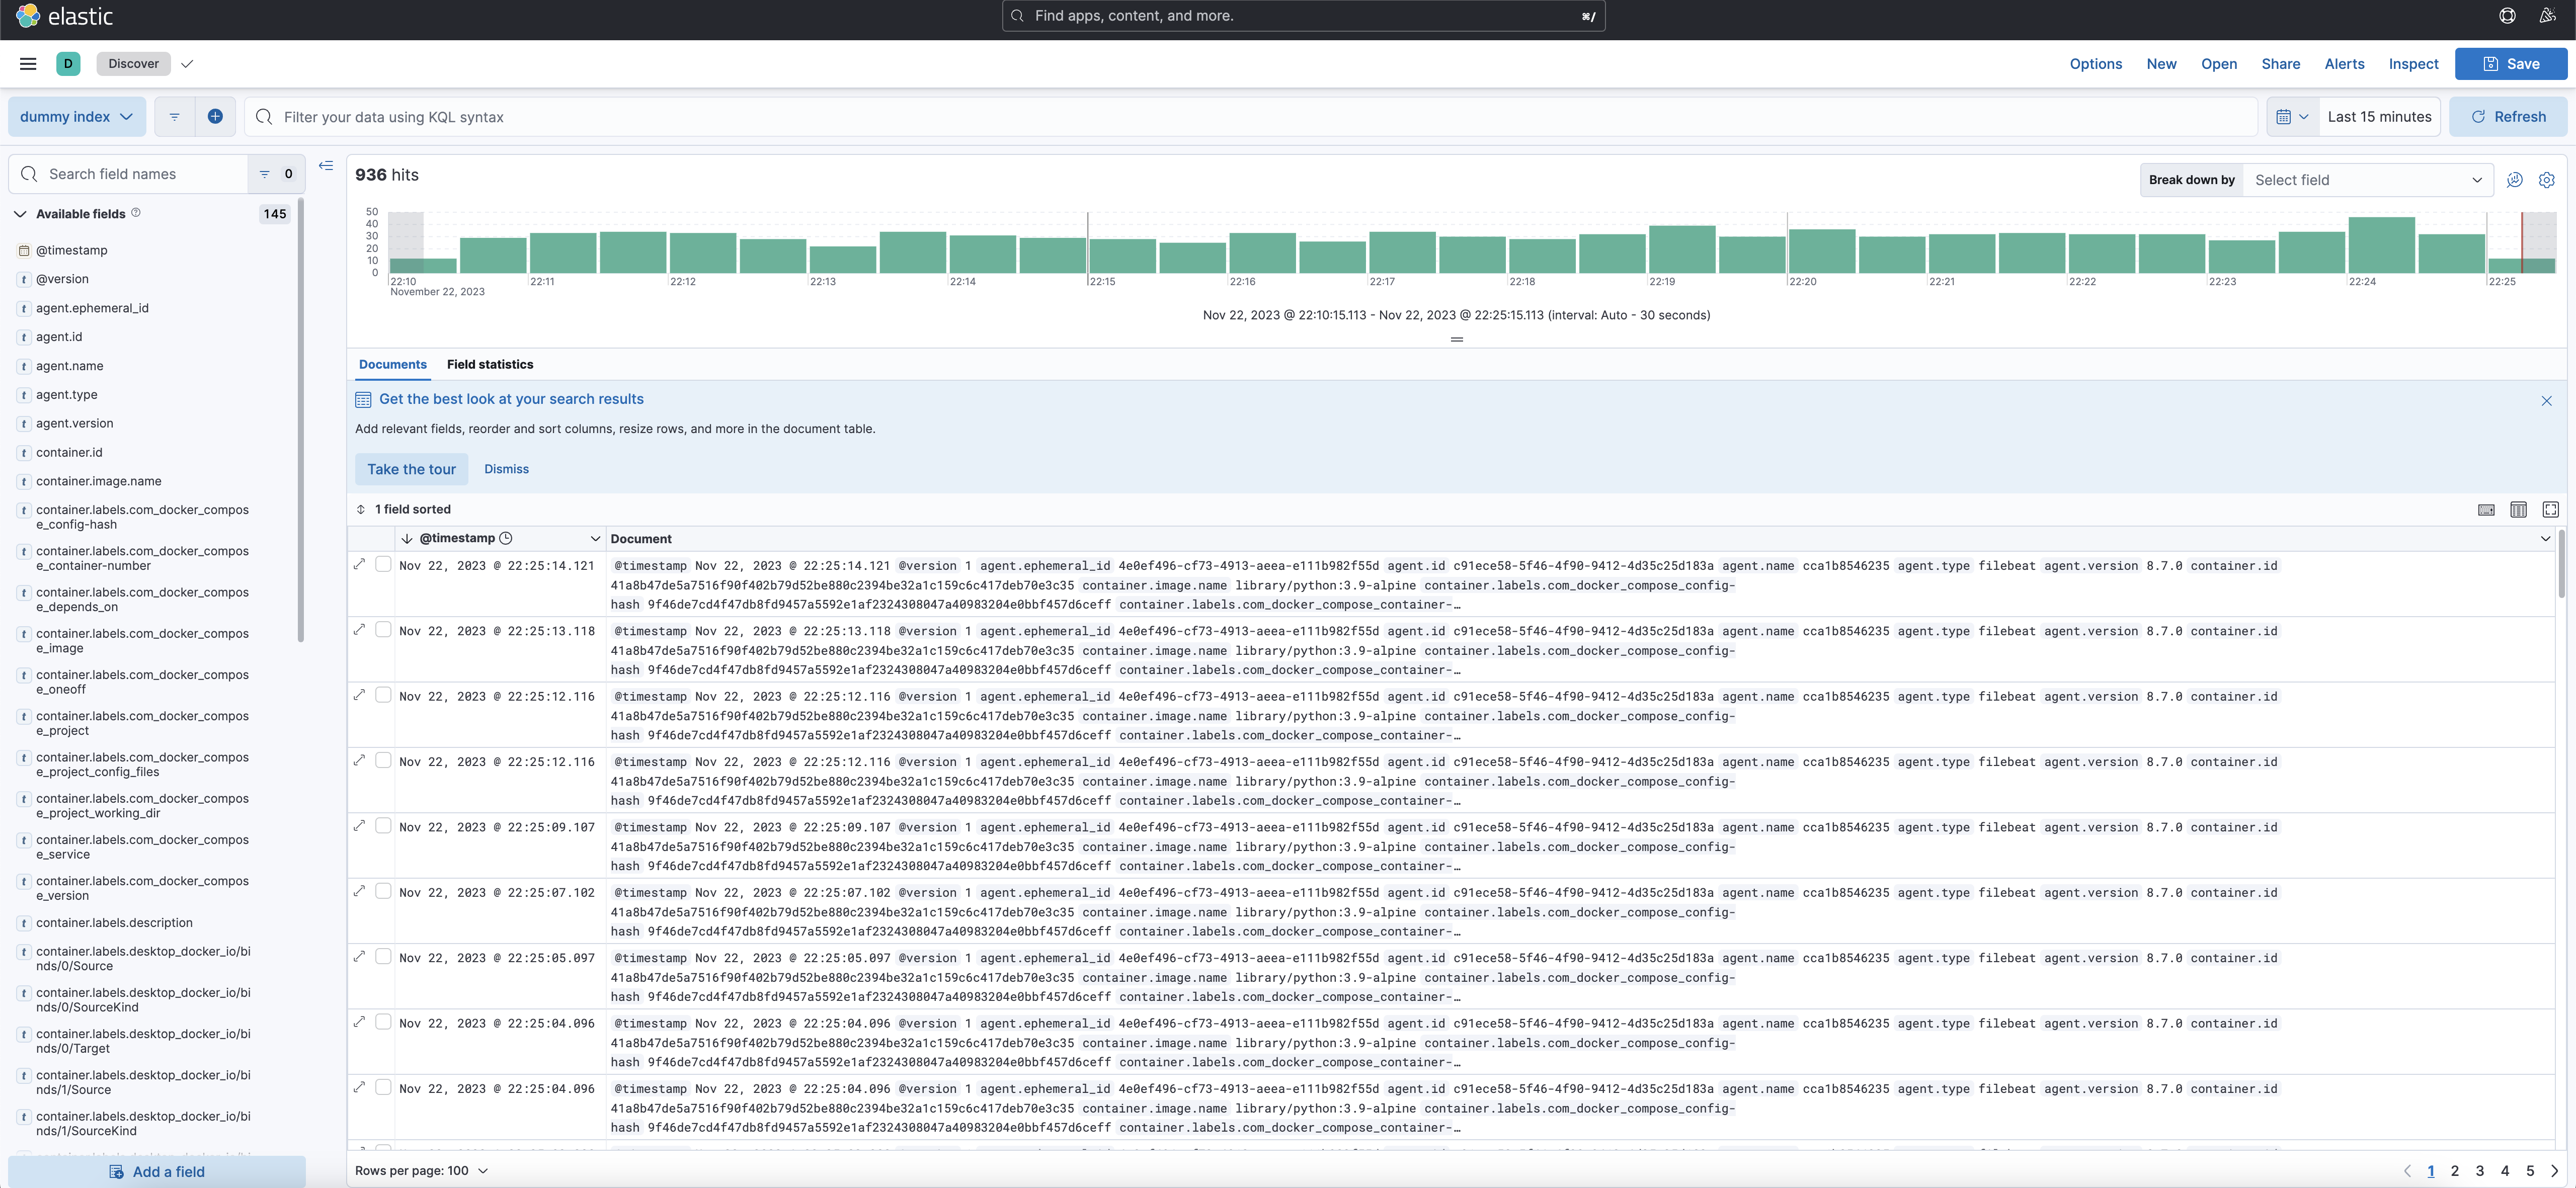 elastic
Find apps, content, and more.
⌘/
D
Discover
Options
New
Open
Share
Alerts
Inspect
Save
dummy index
Filter your data using KQL syntax
Last 15 minutes
Refresh
Search field names
0
Available fields
145
@timestamp
@version
agent.ephemeral_id
agent.id
agent.name
agent.type
agent.version
container.id
container.image.name
container.labels.com_docker_compos
e_config-hash
container.labels.com_docker_compos
e_container-number
container.labels.com_docker_compos
e_depends_on
container.labels.com_docker_compos
e_image
container.labels.com_docker_compos
e_oneoff
container.labels.com_docker_compos
e_project
container.labels.com_docker_compos
e_project_config_files
container.labels.com_docker_compos
e_project_working_dir
container.labels.com_docker_compos
e_service
container.labels.com_docker_compos
e_version
container.labels.description
container.labels.desktop_docker_io/bi
nds/0/Source
container.labels.desktop_docker_io/bi
nds/0/SourceKind
container.labels.desktop_docker_io/bi
nds/0/Target
container.labels.desktop_docker_io/bi
nds/1/Source
container.labels.desktop_docker_io/bi
nds/1/SourceKind
Add a field
936 hits
Break down by
Select field
50
40
30
20
10
0
22:10 22:11 22:12 22:13 22:14 22:15 22:16 22:17 22:18 22:19 22:20 22:21 22:22 22:23 22:24 22:25
November 22, 2023
Nov 22, 2023 @ 22:10:15.113 - Nov 22, 2023 @ 22:25:15.113 (interval: Auto - 30 seconds)
Documents
Field statistics
Get the best look at your search results
Add relevant fields, reorder and sort columns, resize rows, and more in the document table.
Take the tour
Dismiss
1 field sorted
@timestamp
Document
Nov 22, 2023 @ 22:25:14.121 @timestamp Nov 22, 2023 @ 22:25:14.121 @version 1 agent.ephemeral_id 4e0ef496-cf73-4913-aeea-e111b982f55d agent.id c91ece58-5f46-4f90-9412-4d35c25d183a agent.name cca1b8546235 agent.type filebeat agent.version 8.7.0 container.id
41a8b47de5a7516f90f402b79d52be880c2394be32a1c159c6c417deb70e3c35 container.image.name library/python:3.9-alpine container.labels.com_docker_compose_config-
hash 9f46de7cd4f47db8fd9457a5592e1af2324308047a40983204e0bbf457d6ceff container.labels.com_docker_compose_container-…
Nov 22, 2023 @ 22:25:13.118 @timestamp Nov 22, 2023 @ 22:25:13.118 @version 1 agent.ephemeral_id 4e0ef496-cf73-4913-aeea-e111b982f55d agent.id c91ece58-5f46-4f90-9412-4d35c25d183a agent.name cca1b8546235 agent.type filebeat agent.version 8.7.0 container.id
41a8b47de5a7516f90f402b79d52be880c2394be32a1c159c6c417deb70e3c35 container.image.name library/python:3.9-alpine container.labels.com_docker_compose_config-
hash 9f46de7cd4f47db8fd9457a5592e1af2324308047a40983204e0bbf457d6ceff container.labels.com_docker_compose_container-…
Nov 22, 2023 @ 22:25:12.116 @timestamp Nov 22, 2023 @ 22:25:12.116 @version 1 agent.ephemeral_id 4e0ef496-cf73-4913-aeea-e111b982f55d agent.id c91ece58-5f46-4f90-9412-4d35c25d183a agent.name cca1b8546235 agent.type filebeat agent.version 8.7.0 container.id
41a8b47de5a7516f90f402b79d52be880c2394be32a1c159c6c417deb70e3c35 container.image.name library/python:3.9-alpine container.labels.com_docker_compose_config-
hash 9f46de7cd4f47db8fd9457a5592e1af2324308047a40983204e0bbf457d6ceff container.labels.com_docker_compose_container-…
Nov 22, 2023 @ 22:25:12.116 @timestamp Nov 22, 2023 @ 22:25:12.116 @version 1 agent.ephemeral_id 4e0ef496-cf73-4913-aeea-e111b982f55d agent.id c91ece58-5f46-4f90-9412-4d35c25d183a agent.name cca1b8546235 agent.type filebeat agent.version 8.7.0 container.id
41a8b47de5a7516f90f402b79d52be880c2394be32a1c159c6c417deb70e3c35 container.image.name library/python:3.9-alpine container.labels.com_docker_compose_config-
hash 9f46de7cd4f47db8fd9457a5592e1af2324308047a40983204e0bbf457d6ceff container.labels.com_docker_compose_container-…
Nov 22, 2023 @ 22:25:09.107 @timestamp Nov 22, 2023 @ 22:25:09.107 @version 1 agent.ephemeral_id 4e0ef496-cf73-4913-aeea-e111b982f55d agent.id c91ece58-5f46-4f90-9412-4d35c25d183a agent.name cca1b8546235 agent.type filebeat agent.version 8.7.0 container.id
41a8b47de5a7516f90f402b79d52be880c2394be32a1c159c6c417deb70e3c35 container.image.name library/python:3.9-alpine container.labels.com_docker_compose_config-
hash 9f46de7cd4f47db8fd9457a5592e1af2324308047a40983204e0bbf457d6ceff container.labels.com_docker_compose_container-…
Nov 22, 2023 @ 22:25:07.102 @timestamp Nov 22, 2023 @ 22:25:07.102 @version 1 agent.ephemeral_id 4e0ef496-cf73-4913-aeea-e111b982f55d agent.id c91ece58-5f46-4f90-9412-4d35c25d183a agent.name cca1b8546235 agent.type filebeat agent.version 8.7.0 container.id
41a8b47de5a7516f90f402b79d52be880c2394be32a1c159c6c417deb70e3c35 container.image.name library/python:3.9-alpine container.labels.com_docker_compose_config-
hash 9f46de7cd4f47db8fd9457a5592e1af2324308047a40983204e0bbf457d6ceff container.labels.com_docker_compose_container-…
Nov 22, 2023 @ 22:25:05.097 @timestamp Nov 22, 2023 @ 22:25:05.097 @version 1 agent.ephemeral_id 4e0ef496-cf73-4913-aeea-e111b982f55d agent.id c91ece58-5f46-4f90-9412-4d35c25d183a agent.name cca1b8546235 agent.type filebeat agent.version 8.7.0 container.id
41a8b47de5a7516f90f402b79d52be880c2394be32a1c159c6c417deb70e3c35 container.image.name library/python:3.9-alpine container.labels.com_docker_compose_config-
hash 9f46de7cd4f47db8fd9457a5592e1af2324308047a40983204e0bbf457d6ceff container.labels.com_docker_compose_container-…
Nov 22, 2023 @ 22:25:04.096 @timestamp Nov 22, 2023 @ 22:25:04.096 @version 1 agent.ephemeral_id 4e0ef496-cf73-4913-aeea-e111b982f55d agent.id c91ece58-5f46-4f90-9412-4d35c25d183a agent.name cca1b8546235 agent.type filebeat agent.version 8.7.0 container.id
41a8b47de5a7516f90f402b79d52be880c2394be32a1c159c6c417deb70e3c35 container.image.name library/python:3.9-alpine container.labels.com_docker_compose_config-
hash 9f46de7cd4f47db8fd9457a5592e1af2324308047a40983204e0bbf457d6ceff container.labels.com_docker_compose_container-…
Nov 22, 2023 @ 22:25:04.096 @timestamp Nov 22, 2023 @ 22:25:04.096 @version 1 agent.ephemeral_id 4e0ef496-cf73-4913-aeea-e111b982f55d agent.id c91ece58-5f46-4f90-9412-4d35c25d183a agent.name cca1b8546235 agent.type filebeat agent.version 8.7.0 container.id
41a8b47de5a7516f90f402b79d52be880c2394be32a1c159c6c417deb70e3c35 container.image.name library/python:3.9-alpine container.labels.com_docker_compose_config-
hash 9f46de7cd4f47db8fd9457a5592e1af2324308047a40983204e0bbf457d6ceff container.labels.com_docker_compose_container-…
Rows per page: 100
1 2 3 4 5